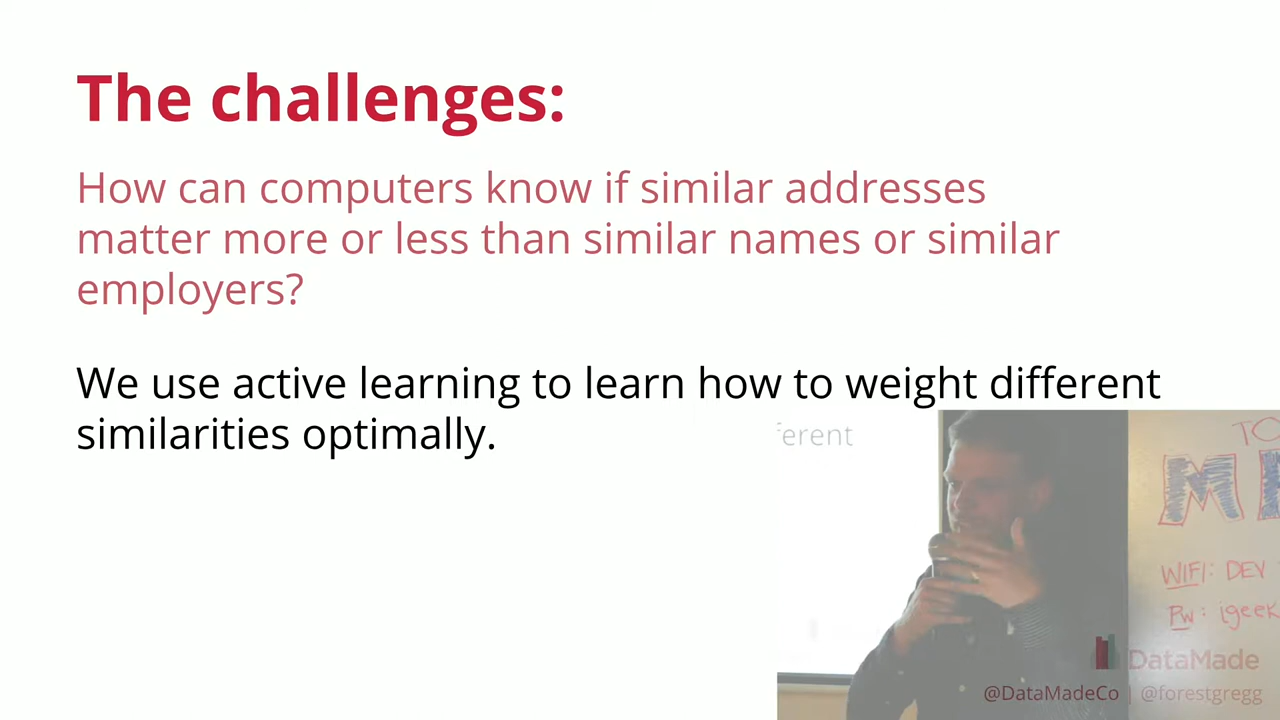 The challenges:
How can computers know if similar addresses
matter more or less than similar names or similar
employers?
We use active learning to learn how to weight different
similarities optimally.
ferent
TO
M
WIFI: DEV
Pw: igeek
DataMade
@DataMadeCo | @forestgregg